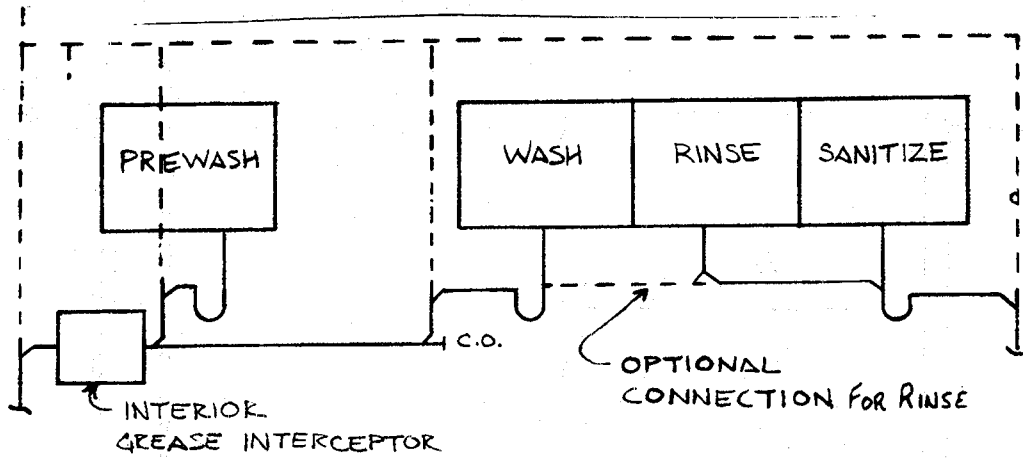 PREWASH
WASH
RINSE
SANITIZE
C.O.
OPTIONAL
CONNECTION FOR RINSE
INTERIOR
GREASE INTERCEPTOR